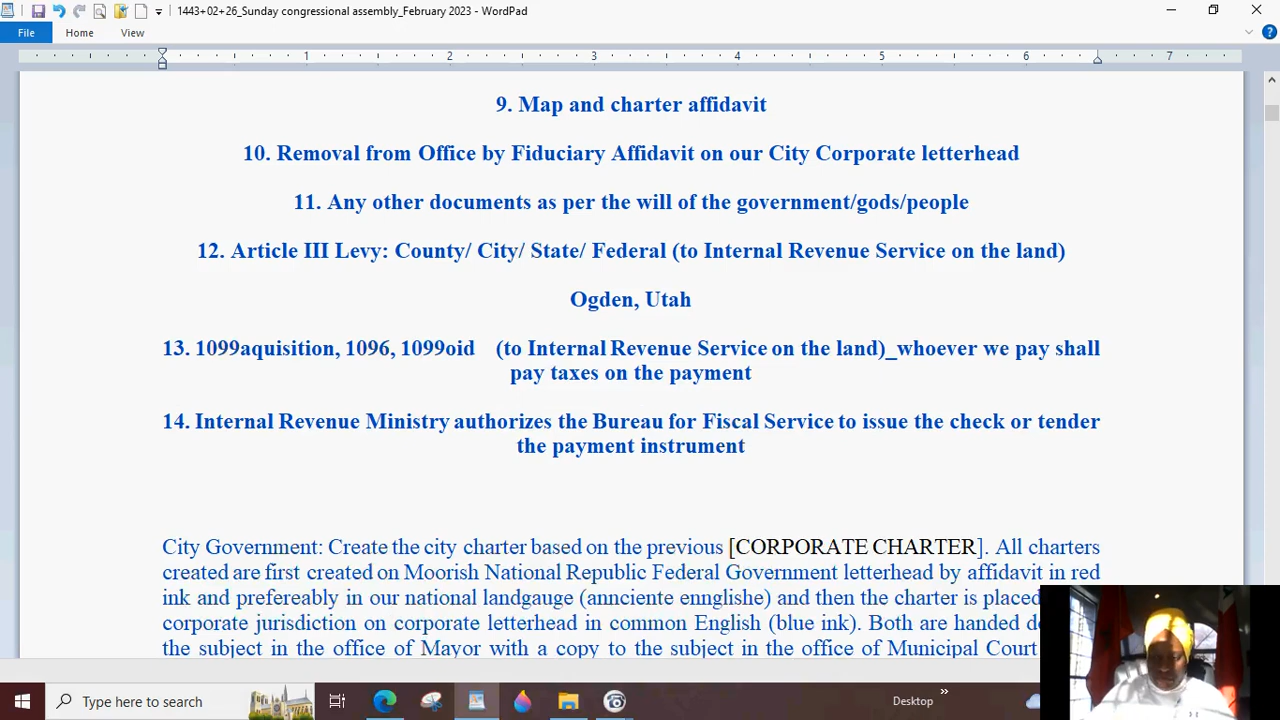 1443+02+26_Sunday congressional assembly_February 2023 - WordPad
File Home View
1 2 3 4 5 6 7
9. Map and charter affidavit
10. Removal from Office by Fiduciary Affidavit on our City Corporate letterhead
11. Any other documents as per the will of the government/gods/people
12. Article III Levy: County/ City/ State/ Federal (to Internal Revenue Service on the land)
Ogden, Utah
13. 1099aquisition, 1096, 1099oid (to Internal Revenue Service on the land)_whoever we pay shall
pay taxes on the payment
14. Internal Revenue Ministry authorizes the Bureau for Fiscal Service to issue the check or tender
the payment instrument
City Government: Create the city charter based on the previous [CORPORATE CHARTER]. All charters
created are first created on Moorish National Republic Federal Government letterhead by affidavit in red
ink and prefereably in our national landgauge (annciente ennglishe) and then the charter is placed
corporate jurisdiction on corporate letterhead in common English (blue ink). Both are handed
the subject in the office of Mayor with a copy to the subject in the office of Municipal Court
Type here to search
Desktop